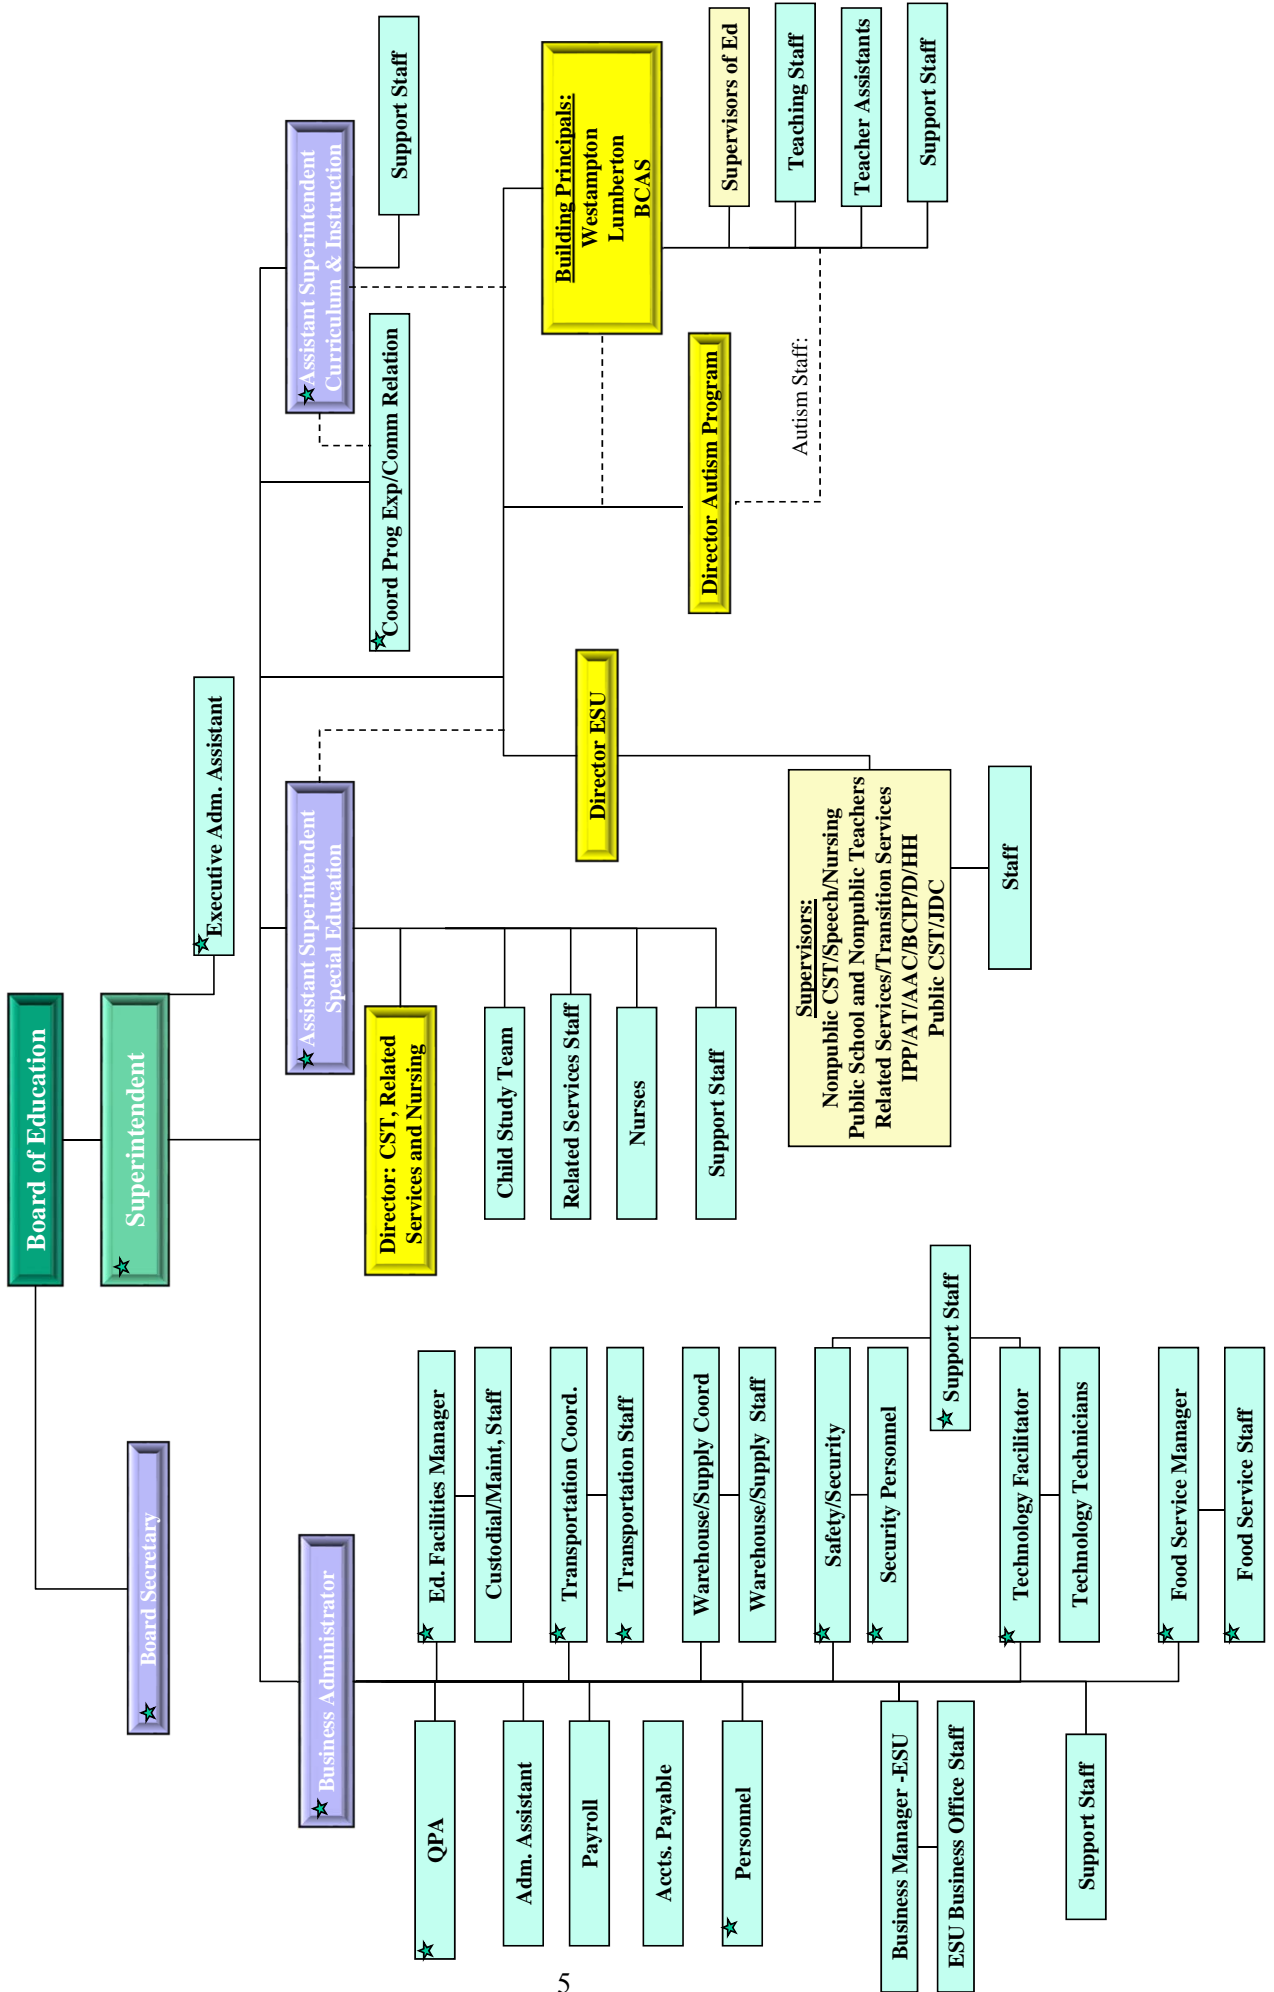 Board of Education
Superintendent
Board Secretary
Executive Adm. Assistant
Business Administrator
Assistant Superintendent
Special Education
Assistant Superintendent
Curriculum & Instruction
QPA
Adm. Assistant
Payroll
Accts. Payable
Personnel
Business Manager -ESU
ESU Business Office Staff
Support Staff
Ed. Facilities Manager
Custodial/Maint, Staff
Transportation Coord.
Transportation Staff
Warehouse/Supply Coord
Warehouse/Supply Staff
Safety/Security
Security Personnel
Support Staff
Technology Facilitator
Technology Technicians
Food Service Manager
Food Service Staff
Director: CST, Related
Services and Nursing
Child Study Team
Related Services Staff
Nurses
Support Staff
Coord Prog Exp/Comm Relation
Support Staff
Director ESU
Supervisors:
Nonpublic CST/Speech/Nursing
Public School and Nonpublic Teachers
Related Services/Transition Services
IPP/AT/AAC/BCIP/D/HH
Public CST/JDC
Staff
Director Autism Program
Autism Staff:
Building Principals:
Westampton
Lumberton
BCAS
Supervisors of Ed
Teaching Staff
Teacher Assistants
Support Staff
5